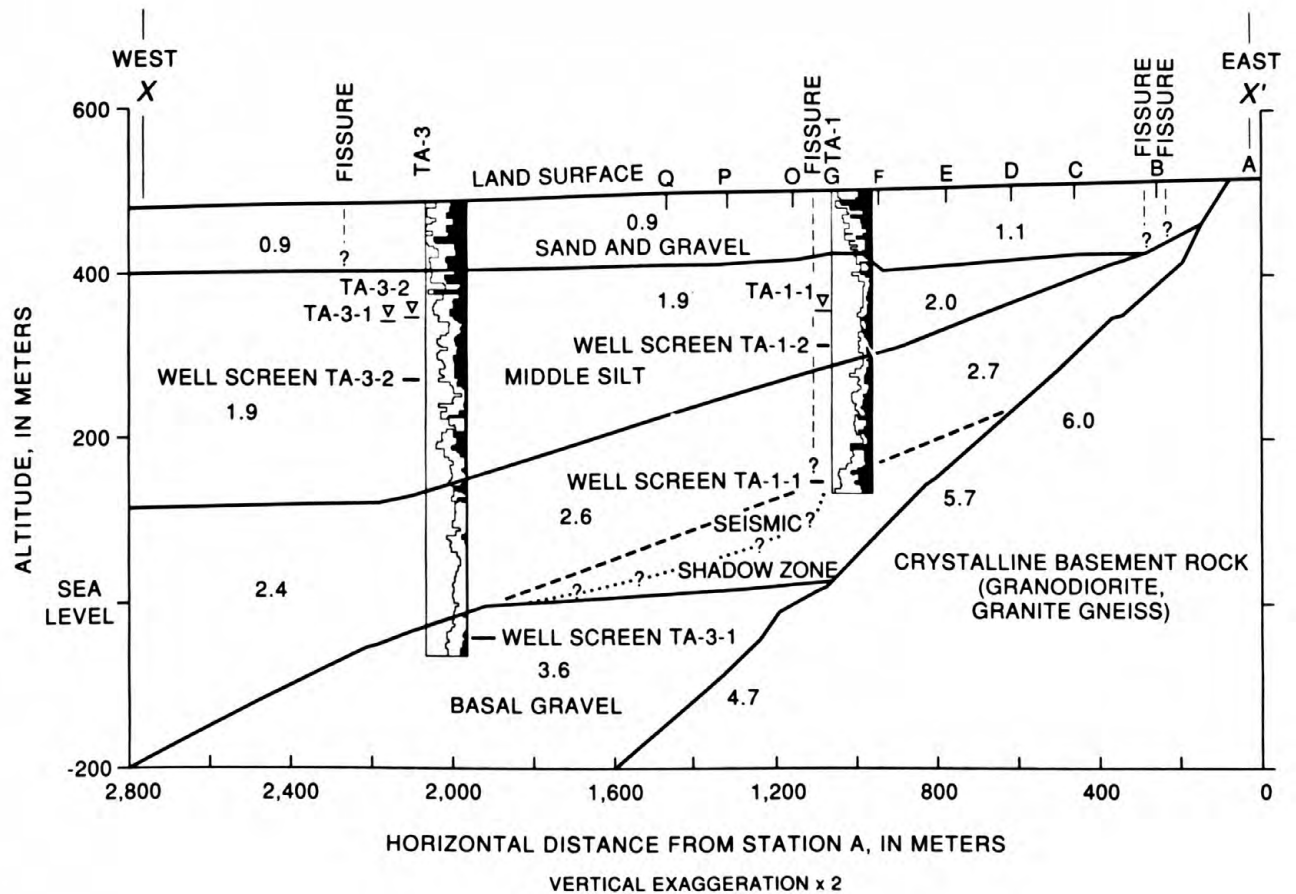 WEST
X
EAST
X'
FISSURE
TA-3
FISSURE
TA-1
FISSURE
FISSURE
600
400
200
SEA
LEVEL
-200
ALTITUDE, IN METERS
LAND SURFACE
Q P O G F E D C B A
0.9
0.9
SAND AND GRAVEL
1.1
?
?
?
TA-3-2
TA-3-1
1.9
TA-1-1
2.0
WELL SCREEN TA-1-2
WELL SCREEN TA-3-2
MIDDLE SILT
1.9
2.7
6.0
?
WELL SCREEN TA-1-1
2.6
SEISMIC
?
?
?
?
SHADOW ZONE
5.7
2.4
CRYSTALLINE BASEMENT ROCK
(GRANODIORITE,
GRANITE GNEISS)
WELL SCREEN TA-3-1
3.6
BASAL GRAVEL
4.7
2,800 2,400 2,000 1,600 1,200 800 400 0
HORIZONTAL DISTANCE FROM STATION A, IN METERS
VERTICAL EXAGGERATION x 2